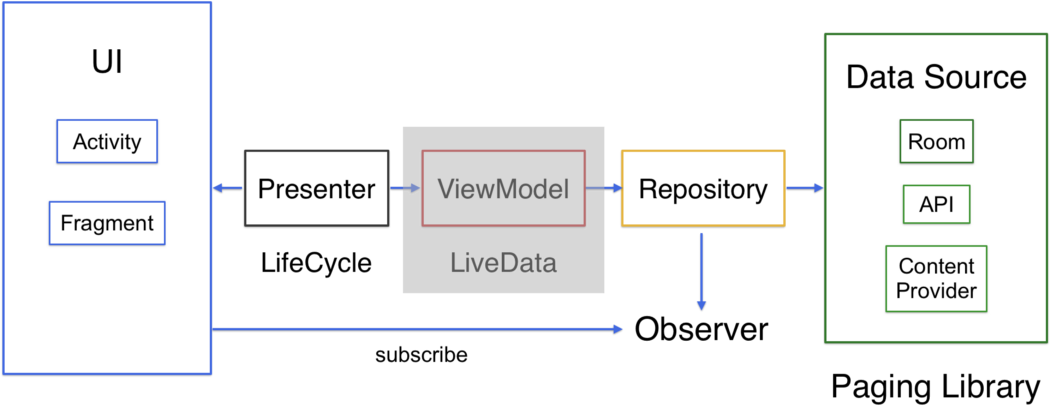 UI
Activity
Fragment
Presenter
LifeCycle
ViewModel
LiveData
Repository
Observer
subscribe
Data Source
Room
API
Content
Provider
Paging Library